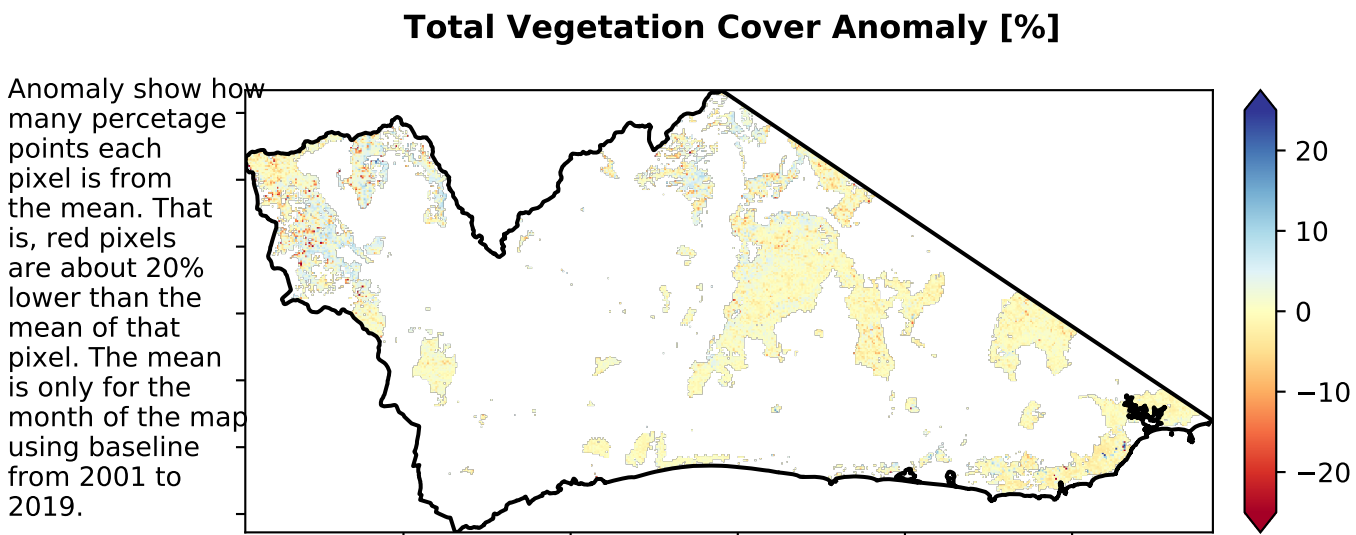 Total Vegetation Cover Anomaly [%]
Anomaly show how
many percetage
points each
pixel is from
the mean. That
is, red pixels
are about 20%
lower than the
mean of that
pixel. The mean
is only for the
month of the map
using baseline
from 2001 to
2019.
20
10
0
−10
−20